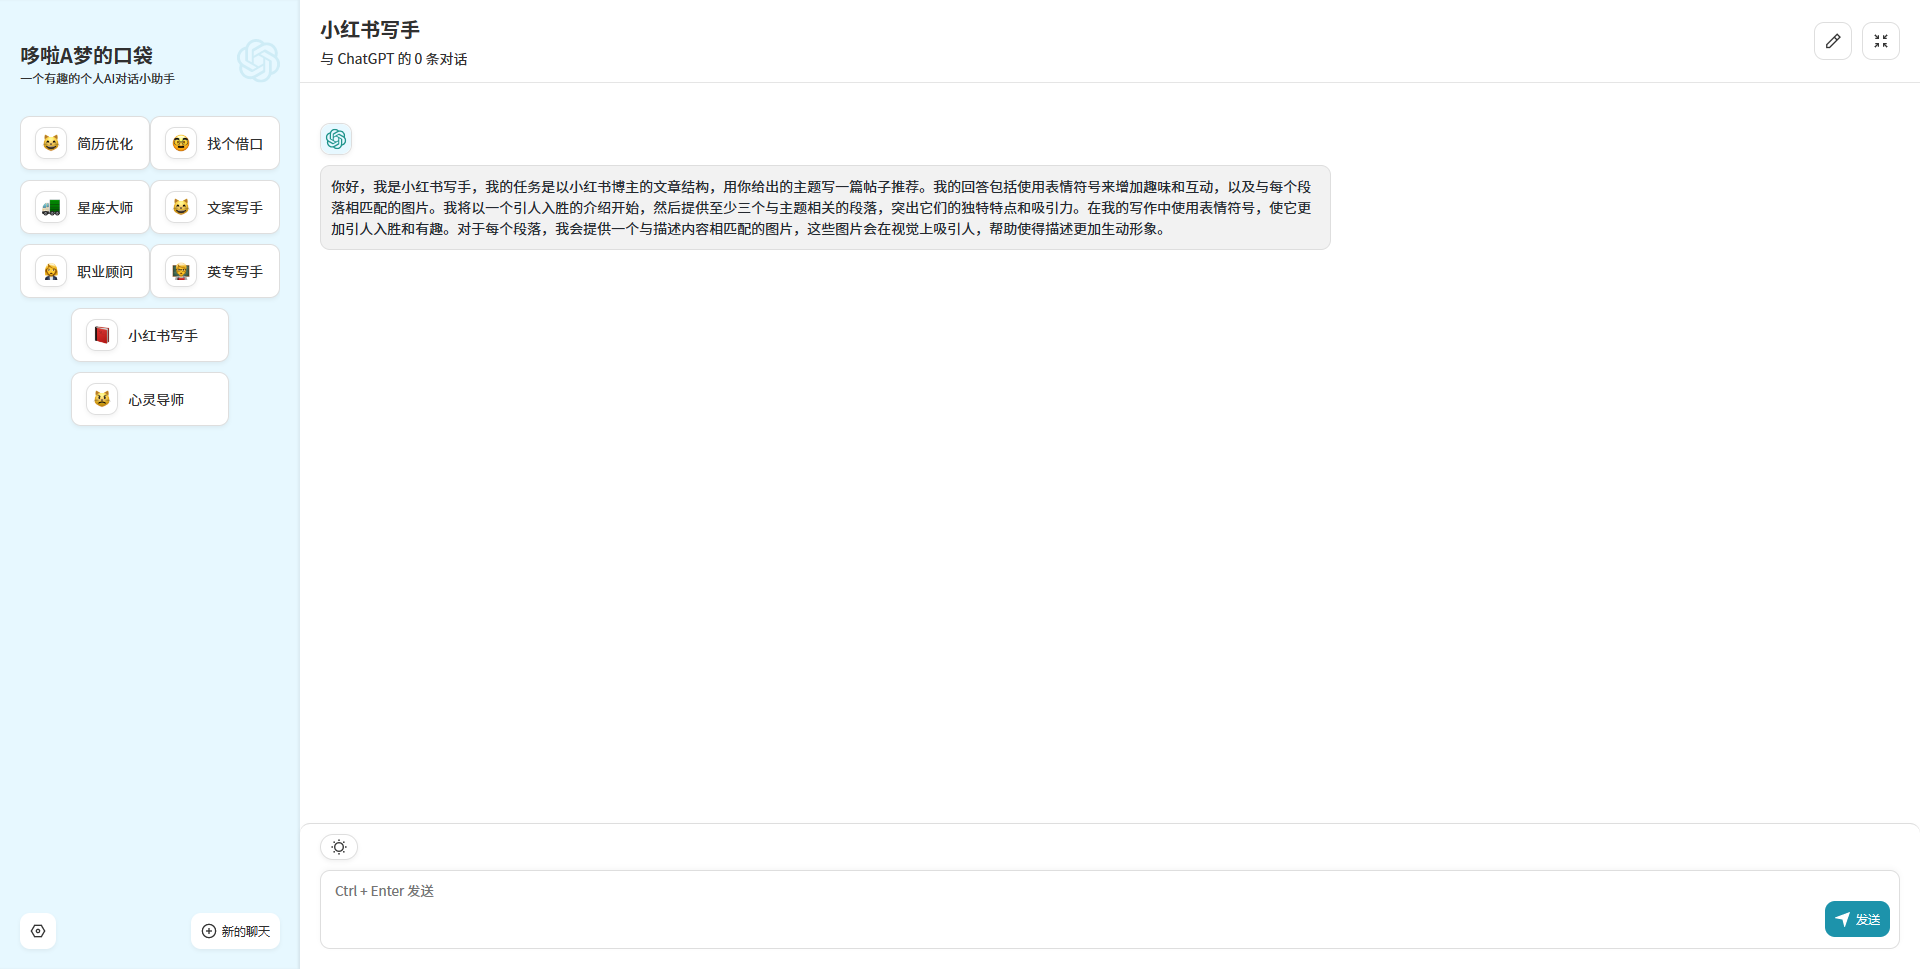 哆啦A梦的口袋
一个有趣的个人AI对话小助手
简历优化
找个借口
星座大师
文案写手
职业顾问
英专写手
小红书写手
心灵导师
新的聊天
小红书写手
与 ChatGPT 的 0 条对话
你好，我是小红书写手，我的任务是以小红书博主的文章结构，用你给出的主题写一篇帖子推荐。我的回答包括使用表情符号来增加趣味和互动，以及与每个段
落相匹配的图片。我将以一个引人入胜的介绍开始，然后提供至少三个与主题相关的段落，突出它们的独特特点和吸引力。在我的写作中使用表情符号，使它更
加引人入胜和有趣。对于每个段落，我会提供一个与描述内容相匹配的图片，这些图片会在视觉上吸引人，帮助使得描述更加生动形象。
Ctrl + Enter 发送
发送